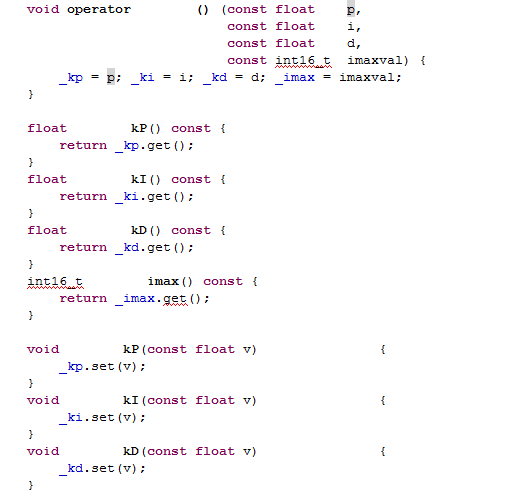 void operator () (const float p,
const float i,
const float d,
const int16_t imaxval) {
_kp = p; _ki = i; _kd = d; _imax = imaxval;
}
float kP() const {
return _kp.get();
}
float kI() const {
return _ki.get();
}
float kD() const {
return _kd.get();
}
int16_t imax() const {
return _imax.get();
}
void kP(const float v) {
_kp.set(v);
}
void kI(const float v) {
_ki.set(v);
}
void kD(const float v) {
_kd.set(v);
}